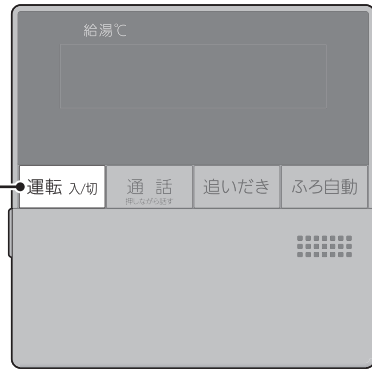 給湯℃
運転 入/切
通話
押しながら話す
追いだき
ふろ自動